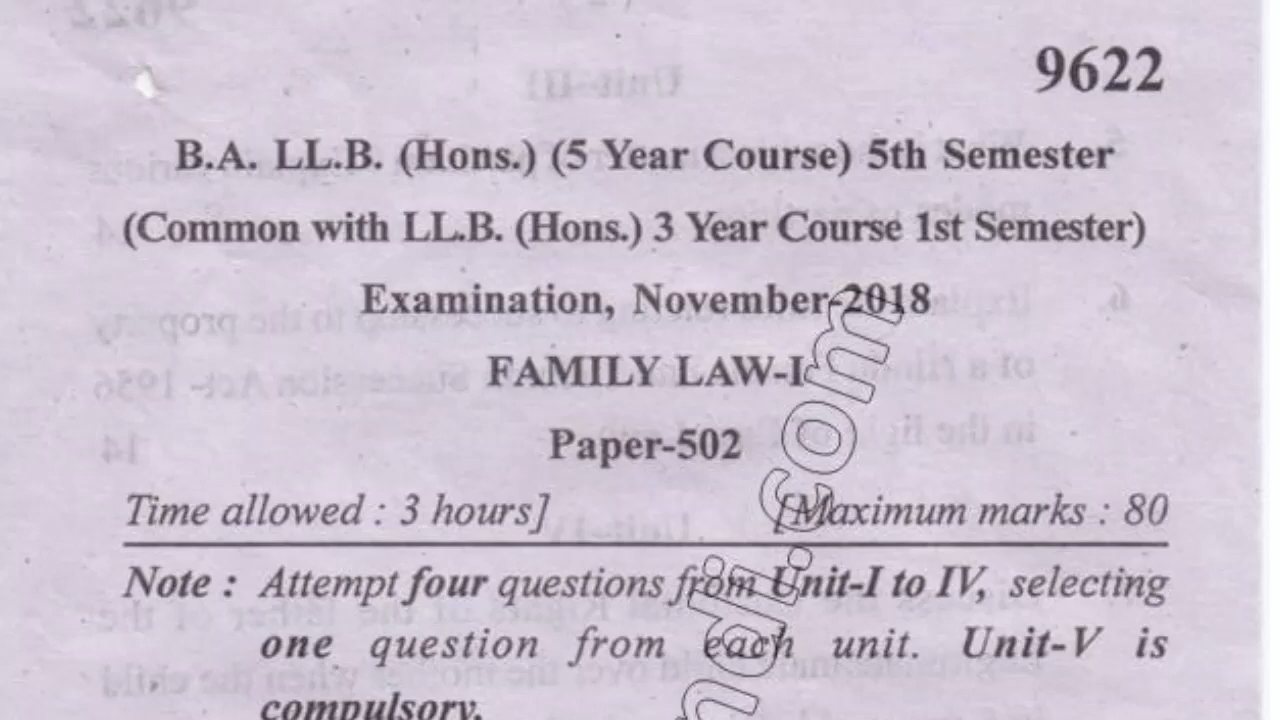 9622
B.A. LL.B. (Hons.) (5 Year Course) 5th Semester
(Common with LL.B. (Hons.) 3 Year Course 1st Semester)
Examination, November-2018
FAMILY LAW-I
Paper-502
Time allowed : 3 hours] [Maximum marks : 80
Note : Attempt four questions from Unit-I to IV, selecting
one question from each unit. Unit-V is
compulsory.